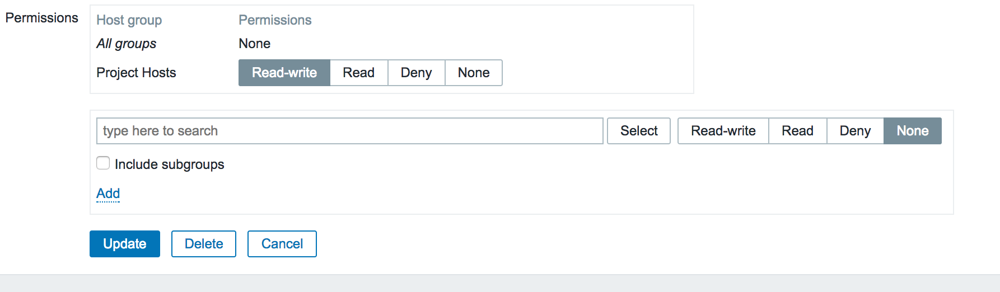 Permissions Host group Permissions
All groups None
Project Hosts Read-write Read Deny None
type here to search Select Read-write Read Deny None
Include subgroups
Add
Update Delete Cancel